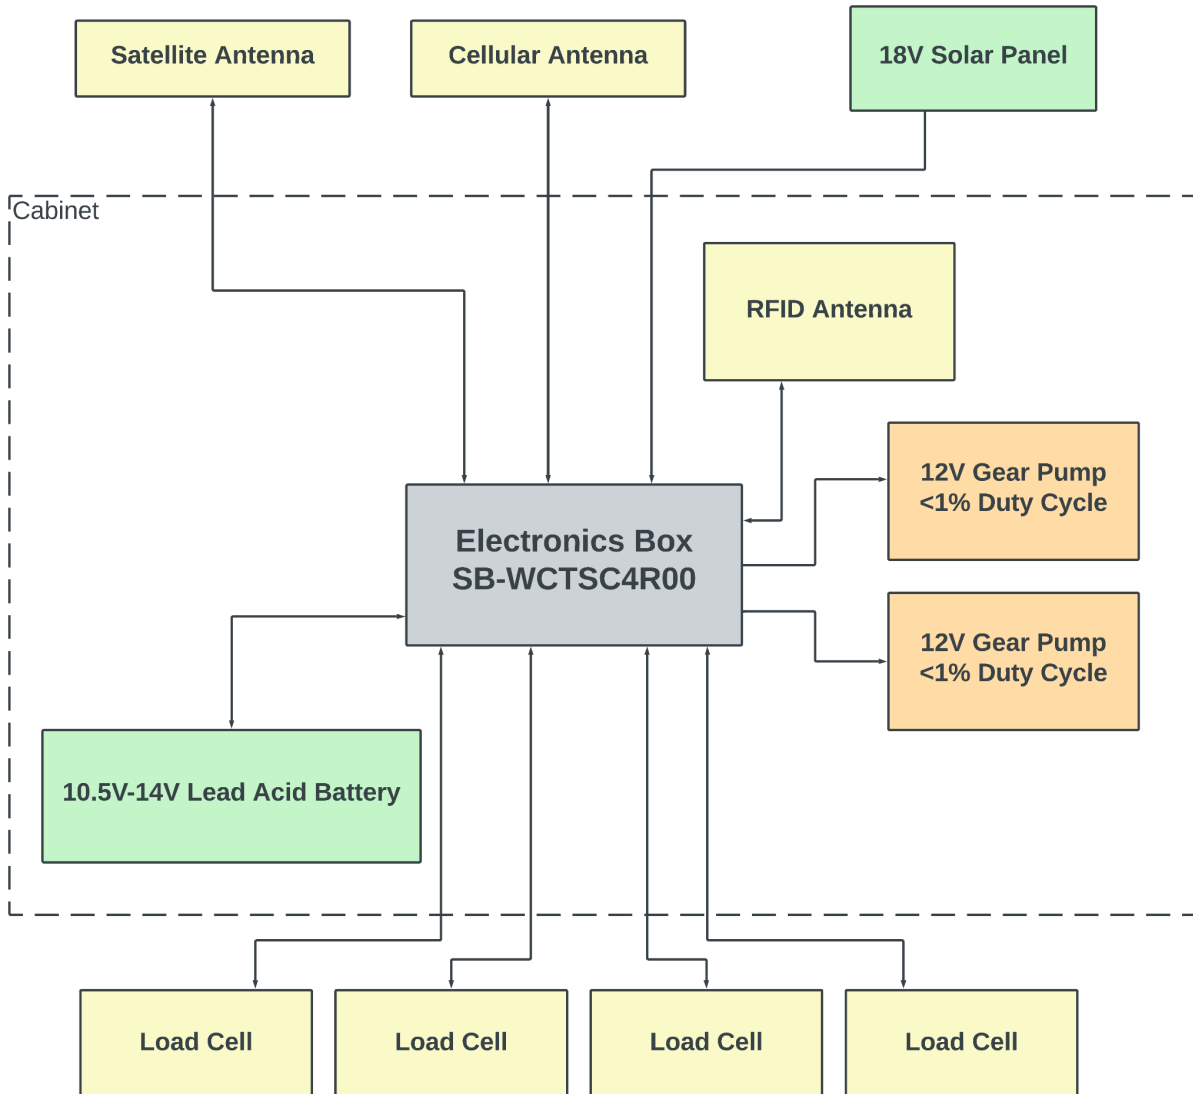 Satellite Antenna
Cellular Antenna
18V Solar Panel
Cabinet
RFID Antenna
12V Gear Pump
<1% Duty Cycle
Electronics Box
SB-WCTSC4R00
12V Gear Pump
<1% Duty Cycle
10.5V-14V Lead Acid Battery
Load Cell
Load Cell
Load Cell
Load Cell